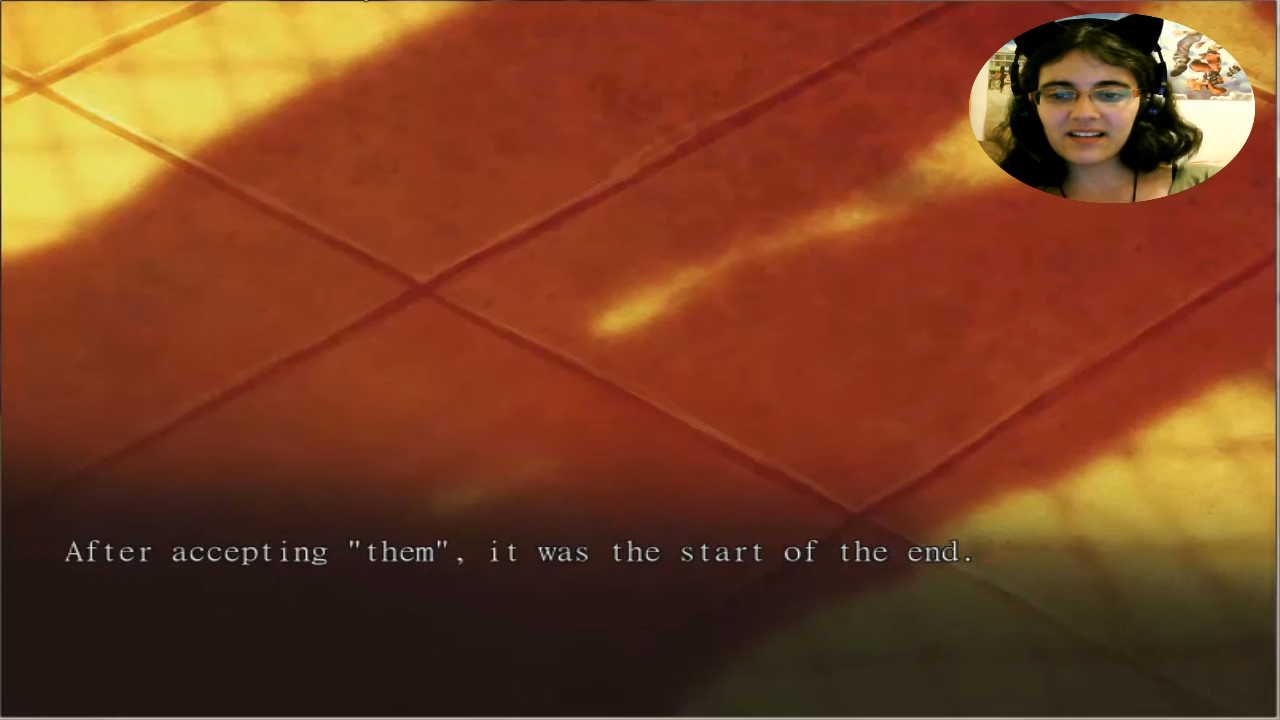 After accepting "them", it was the start of the end.